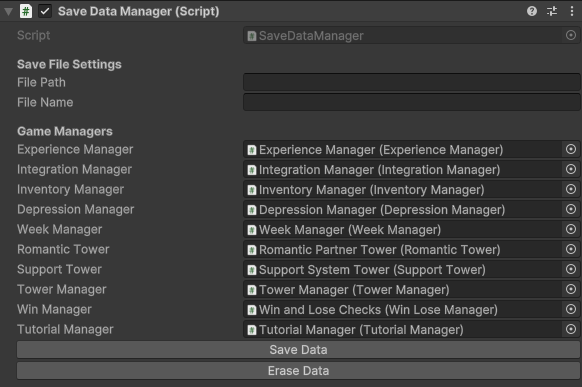 Save Data Manager (Script)
Script SaveDataManager
Save File Settings
File Path
File Name
Game Managers
Experience Manager Experience Manager (Experience Manager)
Integration Manager Integration Manager (Integration Manager)
Inventory Manager Inventory Manager (Inventory Manager)
Depression Manager Depression Manager (Depression Manager)
Week Manager Week Manager (Week Manager)
Romantic Tower Romantic Partner Tower (Romantic Tower)
Support Tower Support System Tower (Support Tower)
Tower Manager Tower Manager (Tower Manager)
Win Manager Win and Lose Checks (Win Lose Manager)
Tutorial Manager Tutorial Manager (Tutorial Manager)
Save Data
Erase Data